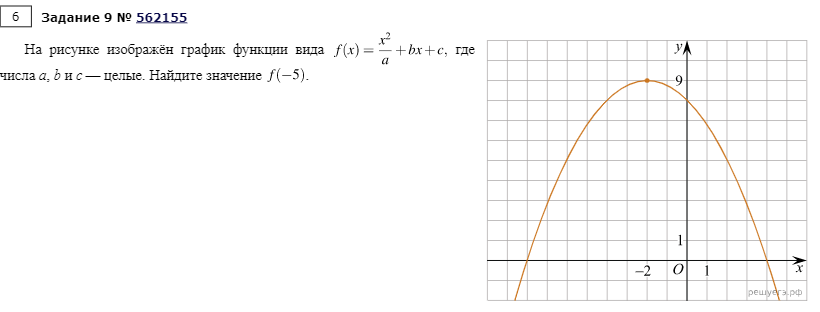 6 Задание 9 № 562155
На рисунке изображён график функции вида f(x) = x²/a + bx + c, где
числа a, b и c — целые. Найдите значение f(−5).
y
9
1
−2 O 1 x
решуегэ.рф